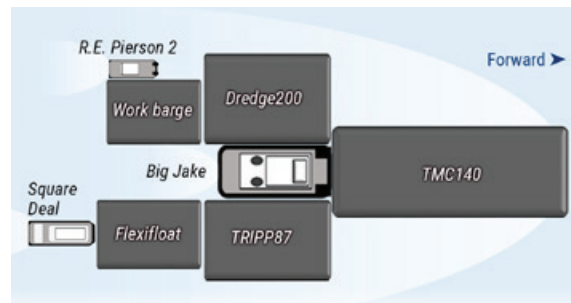 R.E. Pierson 2
Forward ➤
Work barge
Dredge200
Big Jake
TMC140
Square
Deal
Flexifloat
TRIPP87